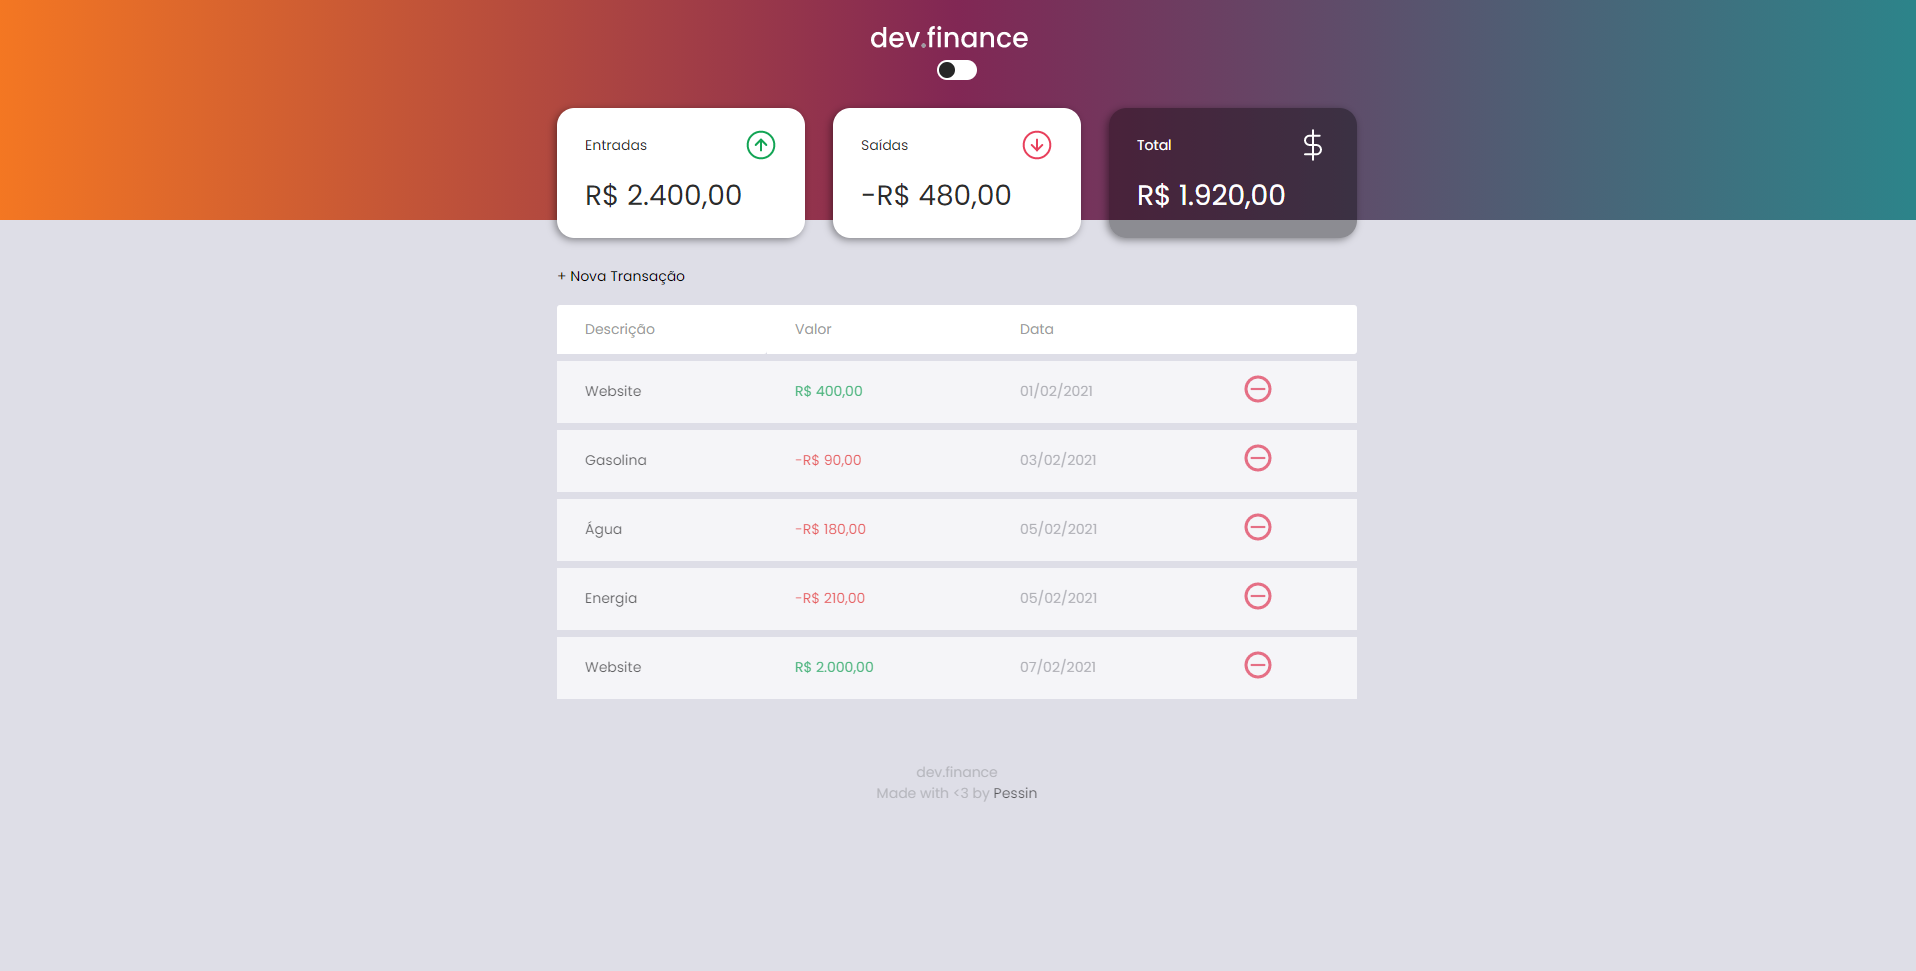 dev.finance
Entradas
R$ 2.400,00
Saídas
-R$ 480,00
Total
$
R$ 1.920,00
+ Nova Transação
Descrição Valor Data
Website R$ 400,00 01/02/2021
Gasolina -R$ 90,00 03/02/2021
Água -R$ 180,00 05/02/2021
Energia -R$ 210,00 05/02/2021
Website R$ 2.000,00 07/02/2021
dev.finance
Made with <3 by Pessin